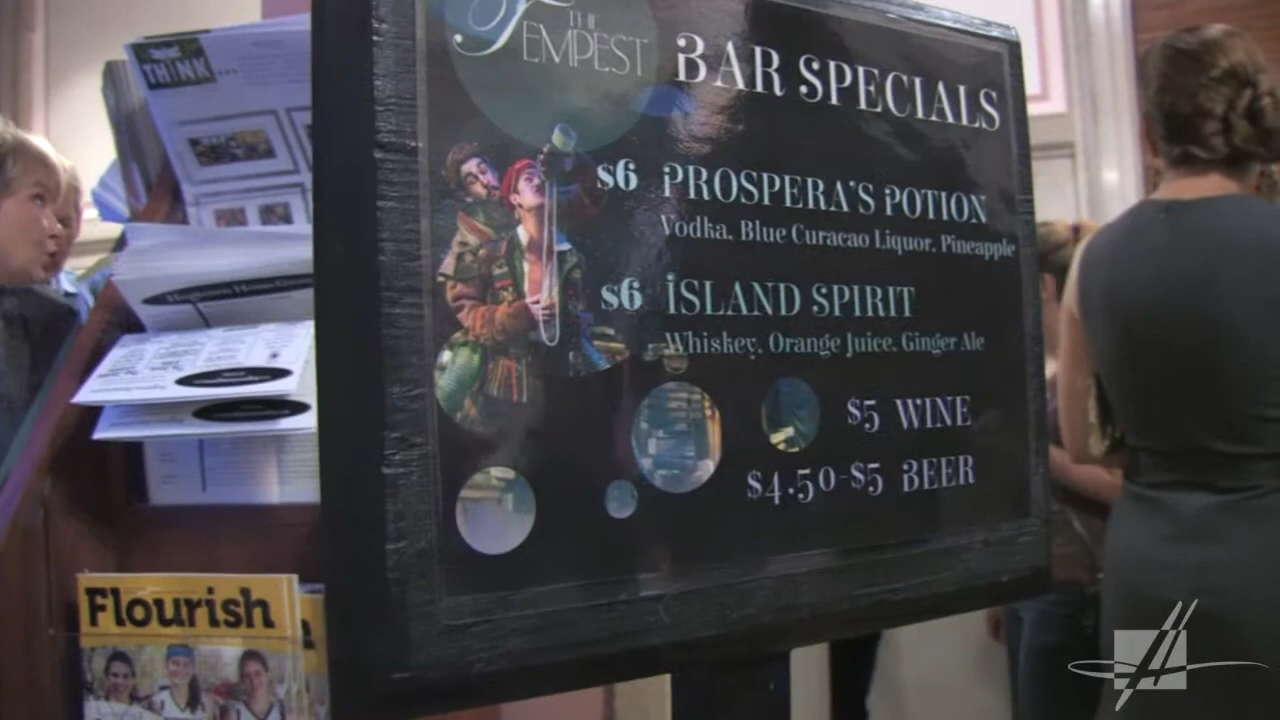 THE
TEMPEST
BAR SPECIALS
$6 PROSPERA'S POTION
Vodka, Blue Curacao Liquor, Pineapple
$6 ISLAND SPIRIT
Whiskey, Orange Juice, Ginger Ale
$5 WINE
$4.50-$5 BEER
THINK...
Flourish